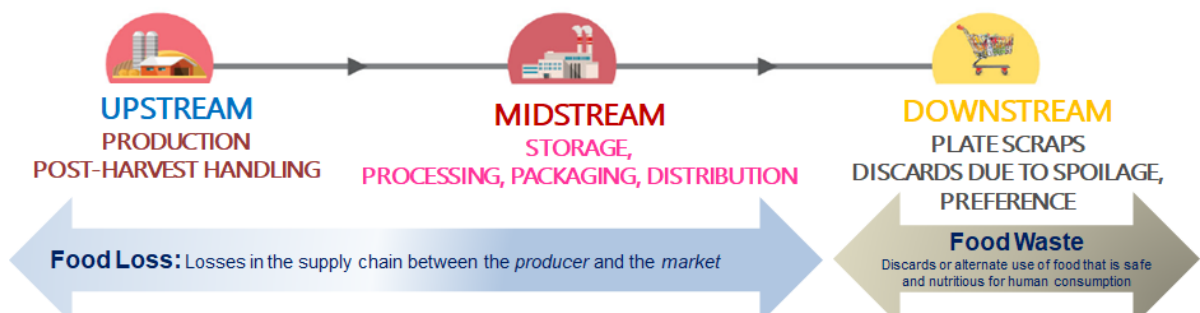 UPSTREAM
PRODUCTION
POST-HARVEST HANDLING
MIDSTREAM
STORAGE,
PROCESSING, PACKAGING, DISTRIBUTION
DOWNSTREAM
PLATE SCRAPS
DISCARDS DUE TO SPOILAGE,
PREFERENCE
Food Loss: Losses in the supply chain between the producer and the market
Food Waste
Discards or alternate use of food that is safe
and nutritious for human consumption